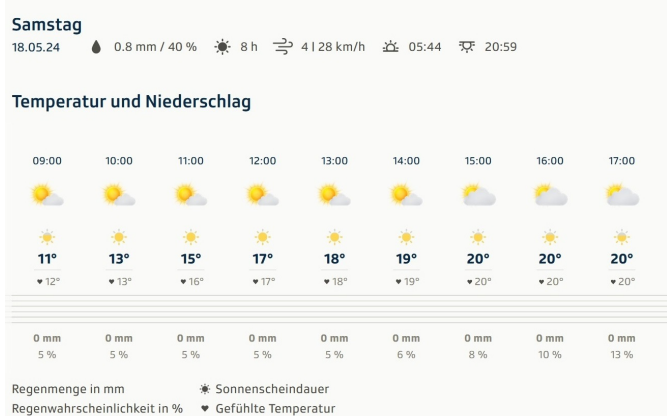 Samstag
18.05.24 0.8 mm / 40 % 8 h 4 | 28 km/h 05:44 20:59
Temperatur und Niederschlag
09:00 10:00 11:00 12:00 13:00 14:00 15:00 16:00 17:00
11° 13° 15° 17° 18° 19° 20° 20° 20°
12° 13° 16° 17° 18° 19° 20° 20° 20°
0 mm 0 mm 0 mm 0 mm 0 mm 0 mm 0 mm 0 mm 0 mm
5 % 5 % 5 % 5 % 5 % 6 % 8 % 10 % 13 %
Regenmenge in mm Sonnenscheindauer
Regenwahrscheinlichkeit in % Gefühlte Temperatur